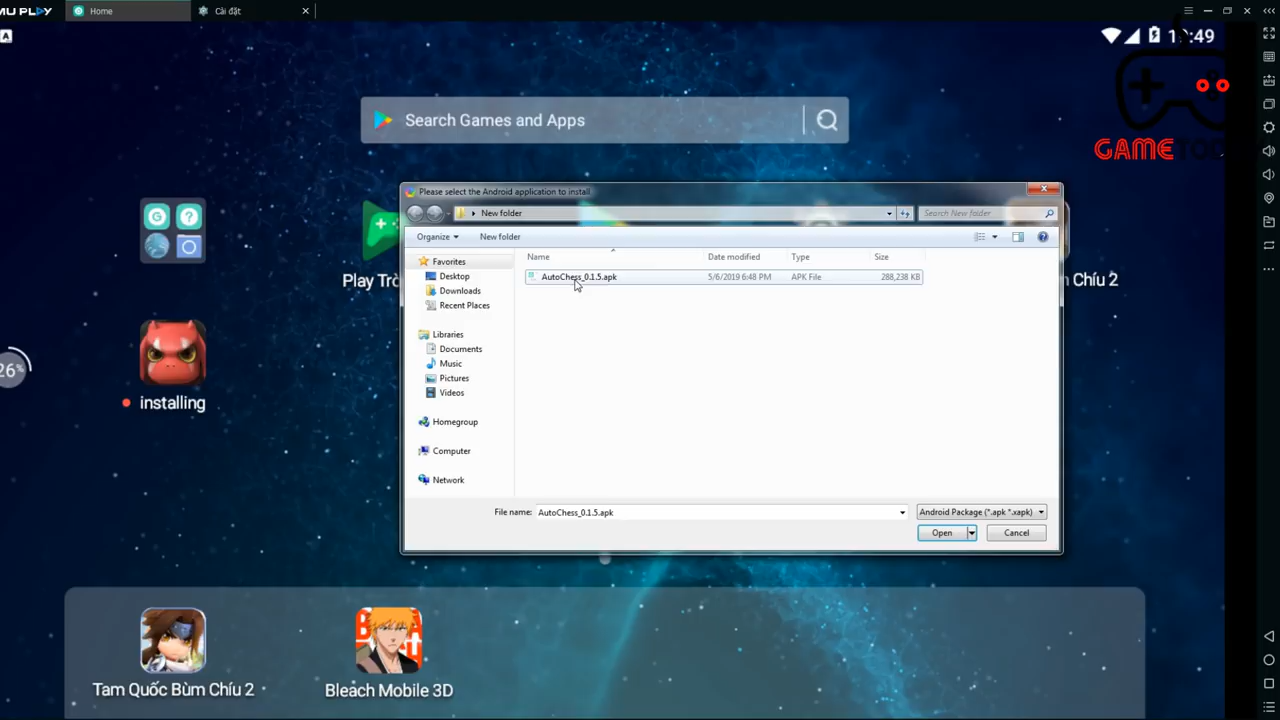 MU PLAY
Home
Cài đặt
A
19:49
GAMETO
Search Games and Apps
Please select the Android application to install.
New folder
Search New folder
Organize
New folder
Name
Date modified
Type
Size
AutoChess_0.1.5.apk
5/6/2019 6:48 PM
APK File
288,238 KB
Favorites
Desktop
Downloads
Recent Places
Libraries
Documents
Music
Pictures
Videos
Homegroup
Computer
Network
File name:
AutoChess_0.1.5.apk
Android Package (*.apk *.xapk)
Open
Cancel
Play Trò
Chíu 2
26%
installing
Tam Quốc Bùm Chíu 2
Bleach Mobile 3D